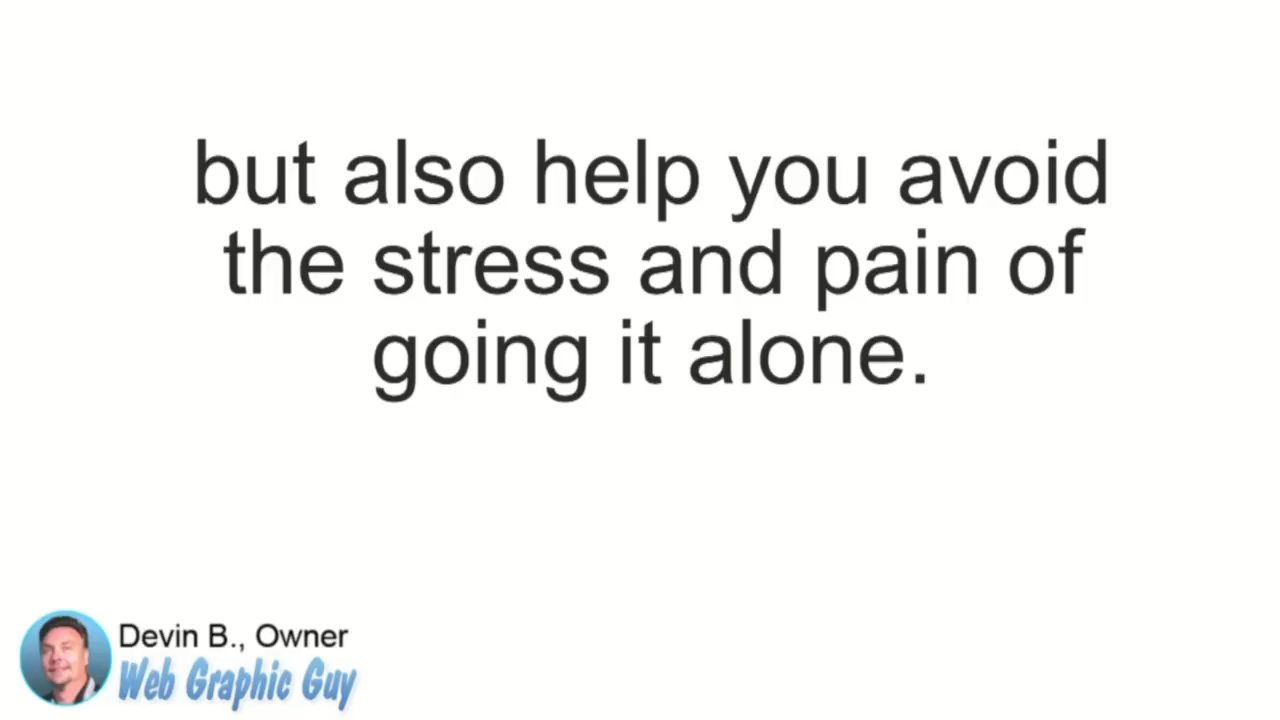 but also help you avoid
the stress and pain of
going it alone.
Devin B., Owner
Web Graphic Guy